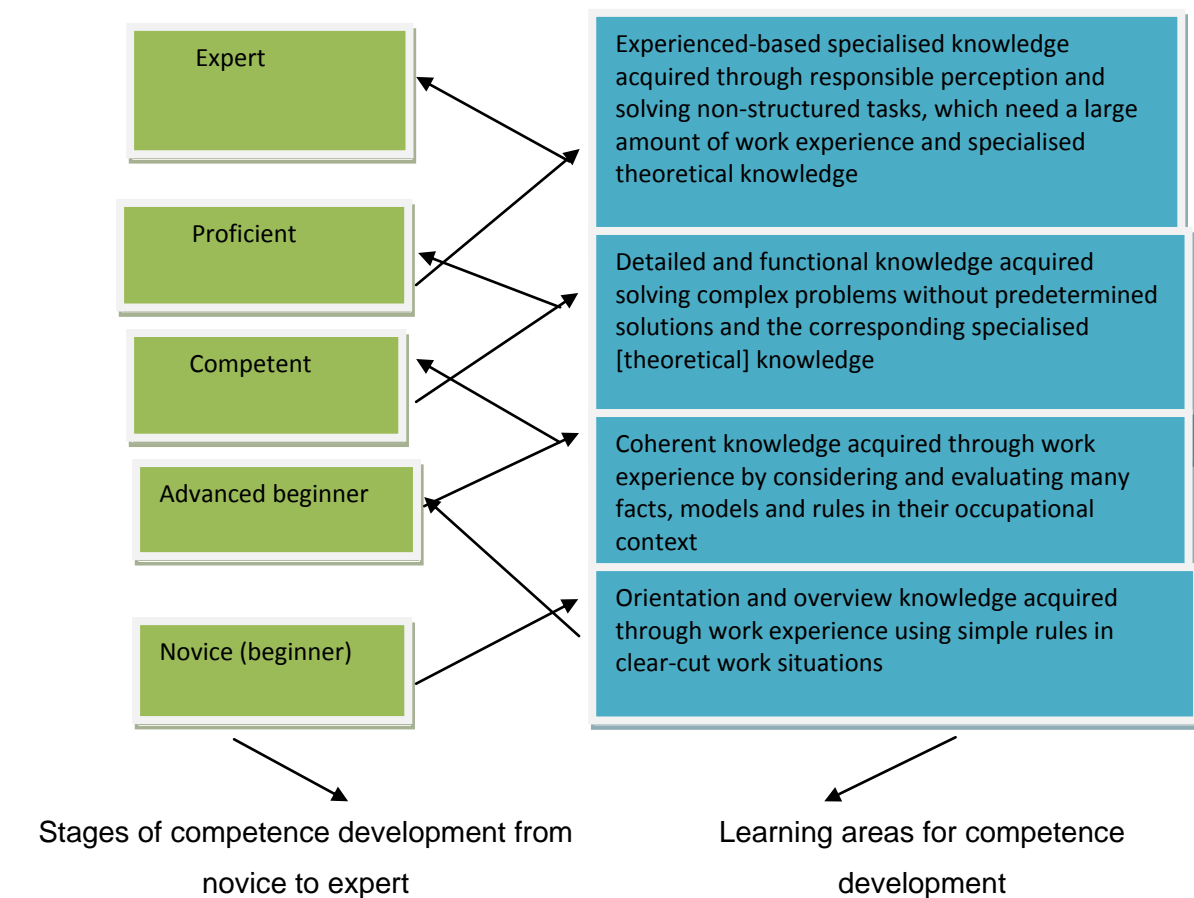 Expert
Experienced-based specialised knowledge
acquired through responsible perception and
solving non-structured tasks, which need a large
amount of work experience and specialised
theoretical knowledge
Proficient
Detailed and functional knowledge acquired
solving complex problems without predetermined
solutions and the corresponding specialised
[theoretical] knowledge
Competent
Coherent knowledge acquired through work
experience by considering and evaluating many
facts, models and rules in their occupational
context
Advanced beginner
Orientation and overview knowledge acquired
through work experience using simple rules in
clear-cut work situations
Novice (beginner)
Stages of competence development from
novice to expert
Learning areas for competence
development